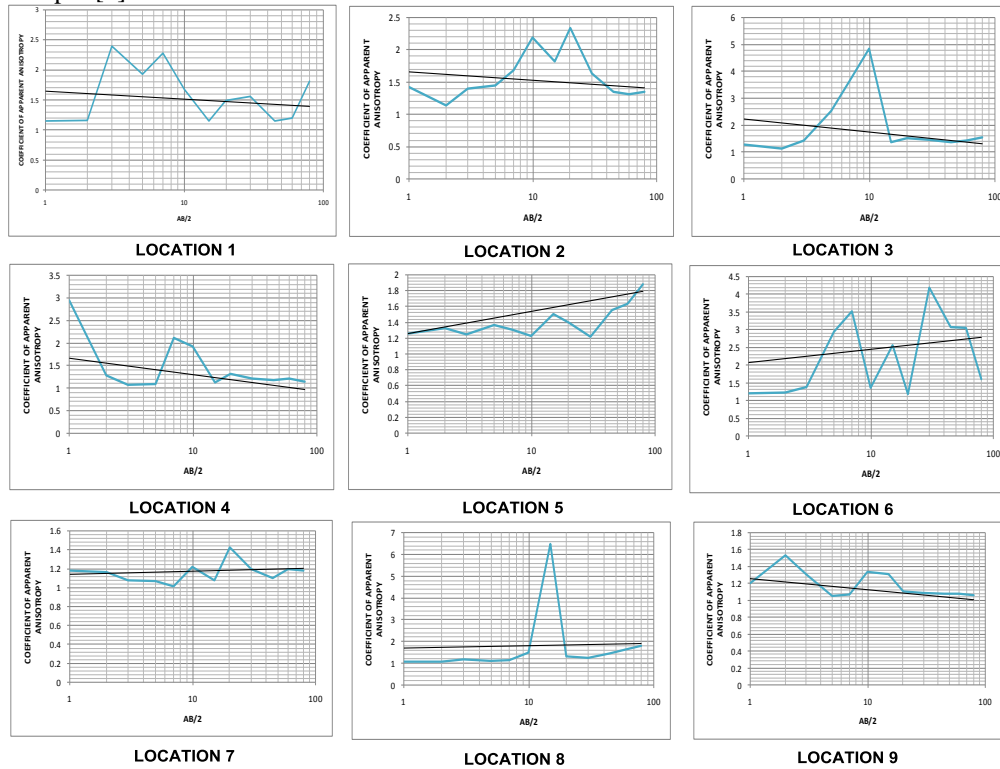 COEFFICIENT OF APPARENT ANISOTROPY
3
2.5
2
1.5
1
0.5
0
1
10
100
AB/2
LOCATION 1
COEFFICIENT OF APPARENT
ANISOTROPY
2.5
2
1.5
1
0.5
0
1
10
100
AB/2
LOCATION 2
COEFFICIENT OF APPARENT
ANISOTROPY
6
5
4
3
2
1
0
1
10
100
AB/2
LOCATION 3
COEFFICIENT OF APPARENT
ANISOTROPY
3.5
3
2.5
2
1.5
1
0.5
0
1
10
100
AB/2
LOCATION 4
COEFFICIENT OF APPARENT
ANISOTROPY
2
1.8
1.6
1.4
1.2
1
0.8
0.6
0.4
0.2
0
1
10
100
AB/2
LOCATION 5
COEFFICIENT OF APPARENT
ANISOTROPY
4.5
4
3.5
3
2.5
2
1.5
1
0.5
0
1
10
100
AB/2
LOCATION 6
COEFFICIENT OF APPARENT
ANISOTROPY
1.6
1.4
1.2
1
0.8
0.6
0.4
0.2
0
1
10
100
AB/2
LOCATION 7
COEFFICIENT OF APPARENT
ANISOTROPY
7
6
5
4
3
2
1
0
1
10
100
AB/2
LOCATION 8
COEFFICIENT OF APPARENT
ANISOTROPY
1.8
1.6
1.4
1.2
1
0.8
0.6
0.4
0.2
0
1
10
100
AB/2
LOCATION 9